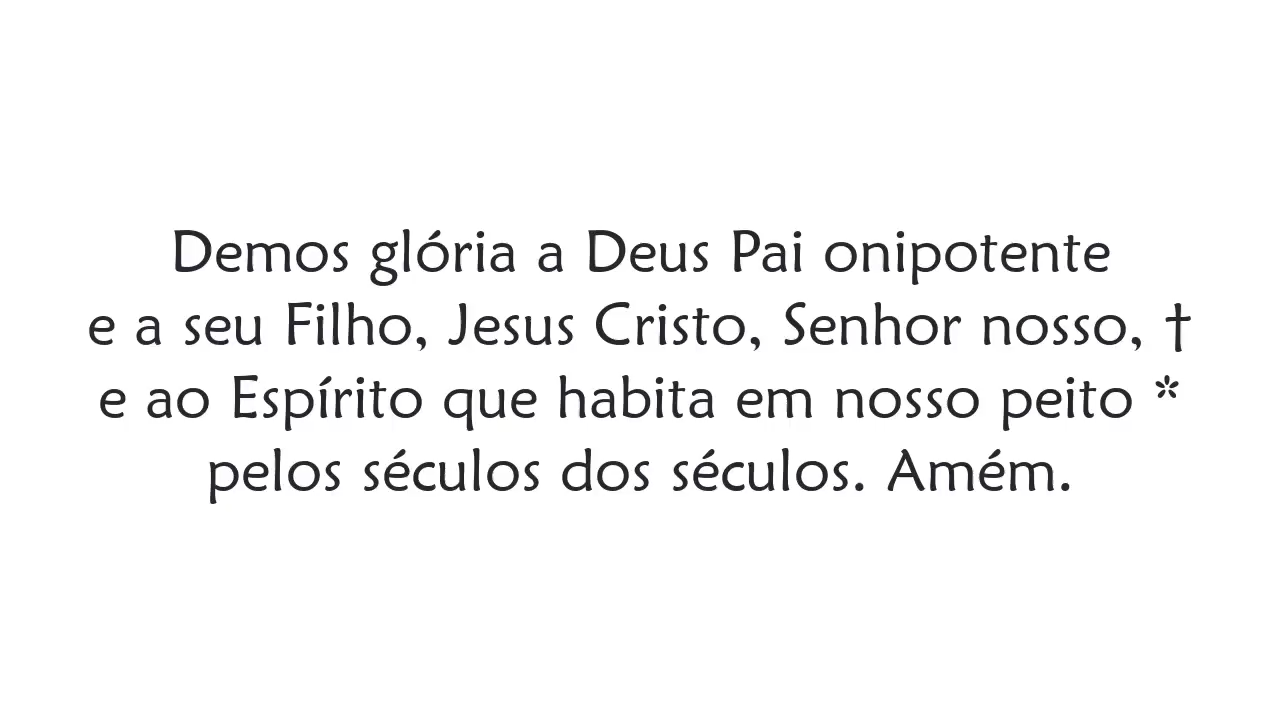 Demos glória a Deus Pai onipotente
e a seu Filho, Jesus Cristo, Senhor nosso, †
e ao Espírito que habita em nosso peito *
pelos séculos dos séculos. Amém.